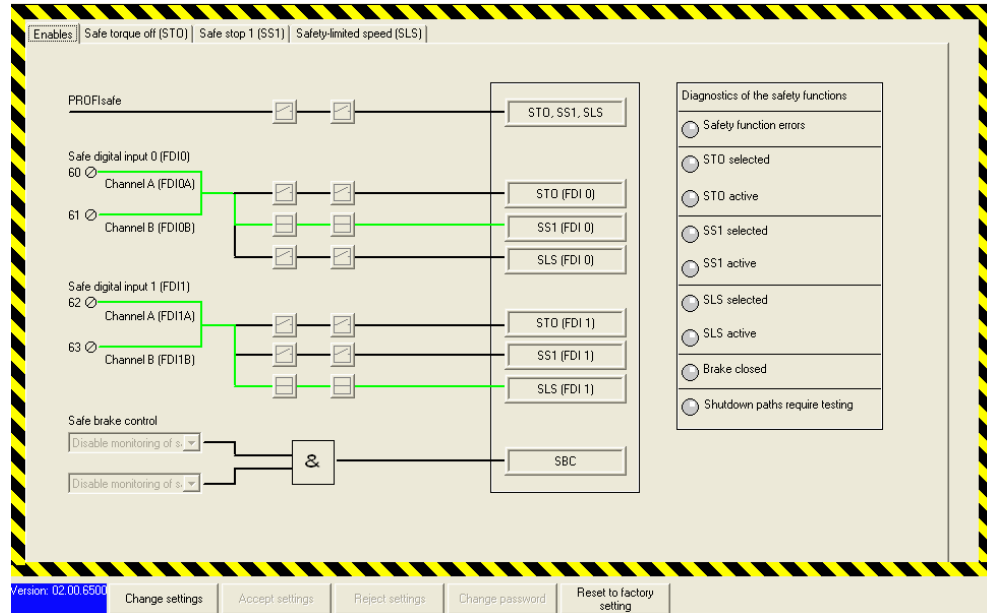 Enables
Safe torque off (STO)
Safe stop 1 (SS1)
Safety-limited speed (SLS)
PROFIsafe
STO, SS1, SLS
Safe digital input 0 (FDI0)
60
Channel A (FDI0A)
61
Channel B (FDI0B)
STO (FDI 0)
SS1 (FDI 0)
SLS (FDI 0)
Safe digital input 1 (FDI1)
62
Channel A (FDI1A)
63
Channel B (FDI1B)
STO (FDI 1)
SS1 (FDI 1)
SLS (FDI 1)
Safe brake control
Disable monitoring of s
Disable monitoring of s
&
SBC
Diagnostics of the safety functions
Safety function errors
STO selected
STO active
SS1 selected
SS1 active
SLS selected
SLS active
Brake closed
Shutdown paths require testing
Version: 02.00.6500
Change settings
Accept settings
Reject settings
Change password
Reset to factory
setting